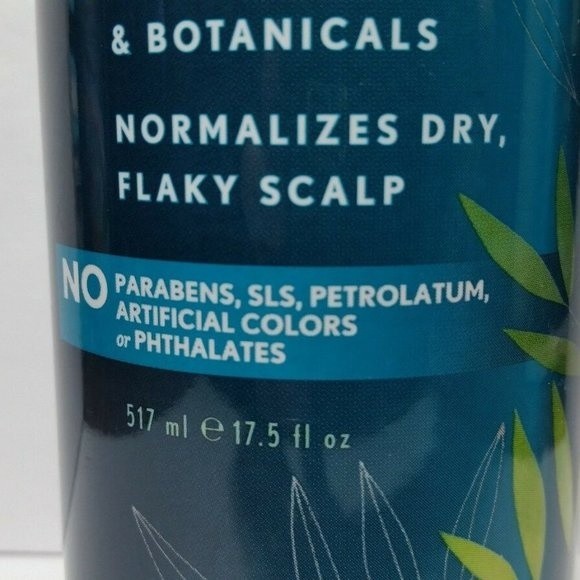 & BOTANICALS
NORMALIZES DRY,
FLAKY SCALP
NO PARABENS, SLS, PETROLATUM,
ARTIFICIAL COLORS
or PHTHALATES
517 ml e 17.5 fl oz